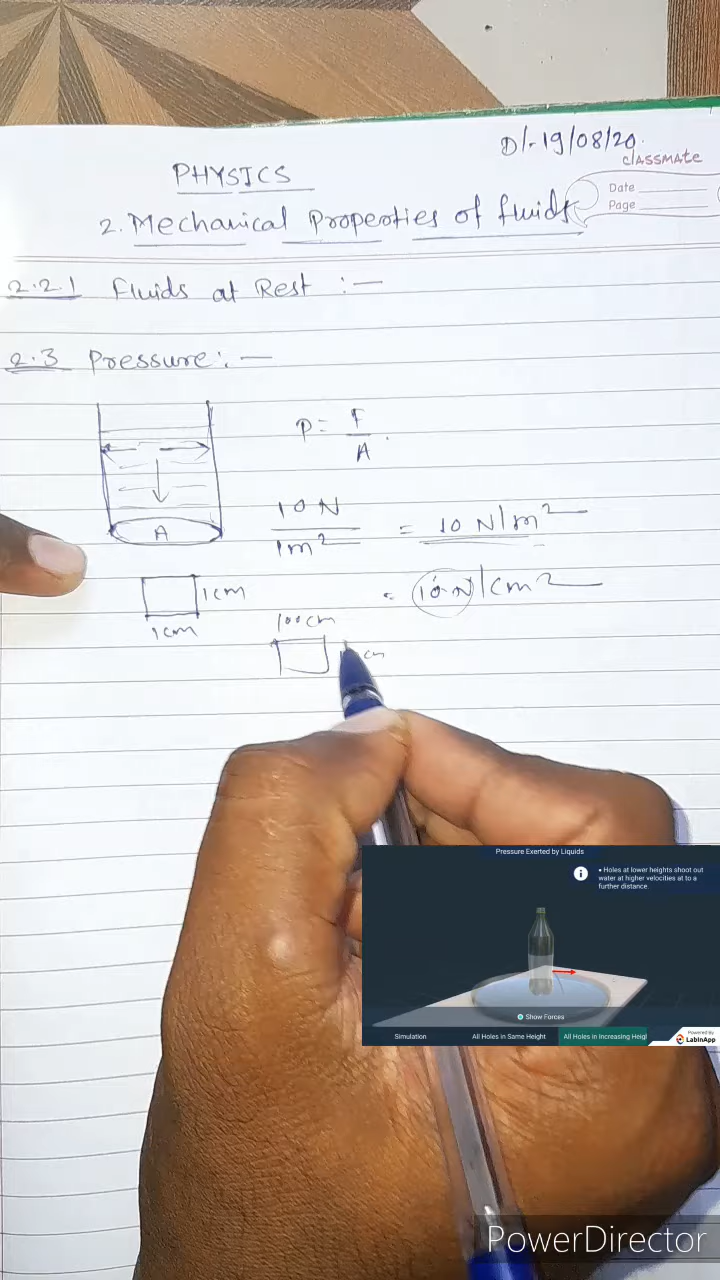 D/- 19/08/20.
classmate
PHYSICS
Date
Page
2. Mechanical Properties of fluids
2.2.1 Fluids at Rest :—
2.3 Pressure :—
P = F
A
A
10 N
1m² = 10 N/m²
1cm
1cm
= 10 N/cm²
100 cm
cm
Pressure Exerted by Liquids
i
• Holes at lower heights shoot out
water at higher velocities at to a
further distance.
Show Forces
Simulation
All Holes in Same Height
All Holes in Increasing Heig
Powered By
LabInApp
PowerDirector